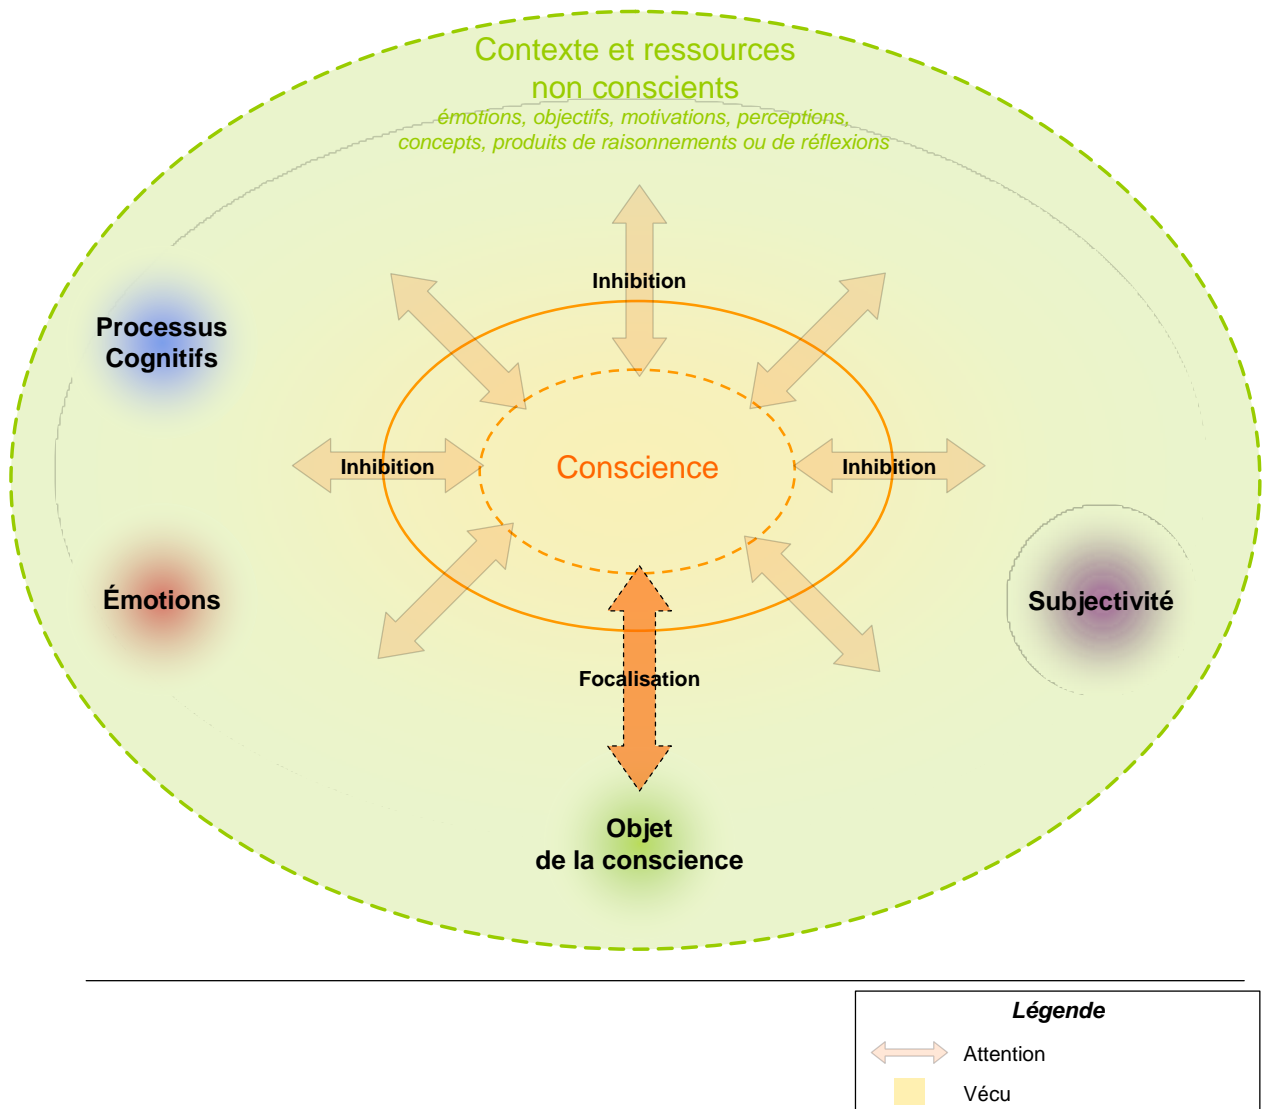 Contexte et ressources
non conscients
émotions, objectifs, motivations, perceptions,
concepts, produits de raisonnements ou de réflexions
Inhibition
Processus
Cognitifs
Inhibition
Conscience
Inhibition
Émotions
Subjectivité
Focalisation
Objet
de la conscience
Légende
Attention
Vécu